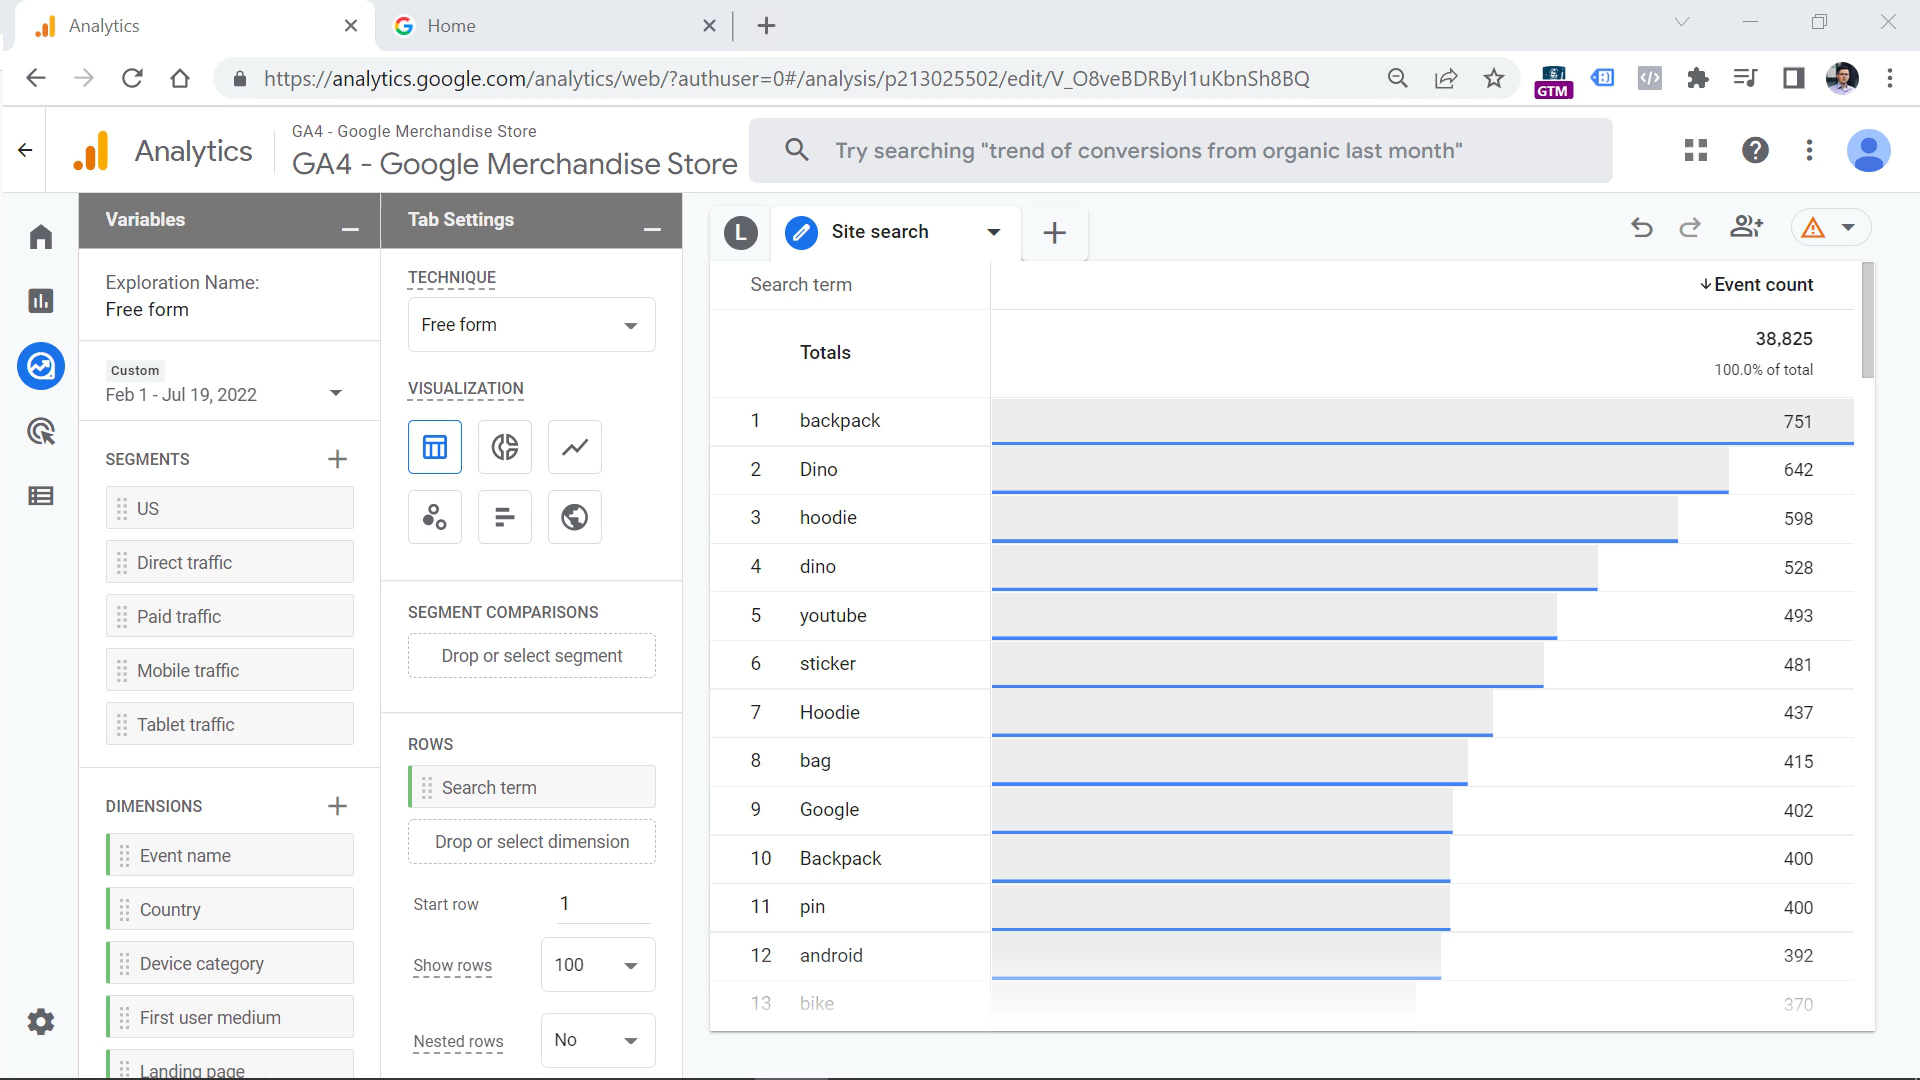 Analytics
Home
https://analytics.google.com/analytics/web/?authuser=0#/analysis/p213025502/edit/V_O8veBDRByI1uKbnSh8BQ
GTM
Analytics
GA4 - Google Merchandise Store
GA4 - Google Merchandise Store
Try searching "trend of conversions from organic last month"
Variables
Exploration Name:
Free form
Custom
Feb 1 - Jul 19, 2022
SEGMENTS
US
Direct traffic
Paid traffic
Mobile traffic
Tablet traffic
DIMENSIONS
Event name
Country
Device category
First user medium
Landing page
Tab Settings
TECHNIQUE
Free form
VISUALIZATION
SEGMENT COMPARISONS
Drop or select segment
ROWS
Search term
Drop or select dimension
Start row 1
Show rows 100
Nested rows No
L
Site search
Search term Event count
Totals 38,825
100.0% of total
1 backpack 751
2 Dino 642
3 hoodie 598
4 dino 528
5 youtube 493
6 sticker 481
7 Hoodie 437
8 bag 415
9 Google 402
10 Backpack 400
11 pin 400
12 android 392
13 bike 370